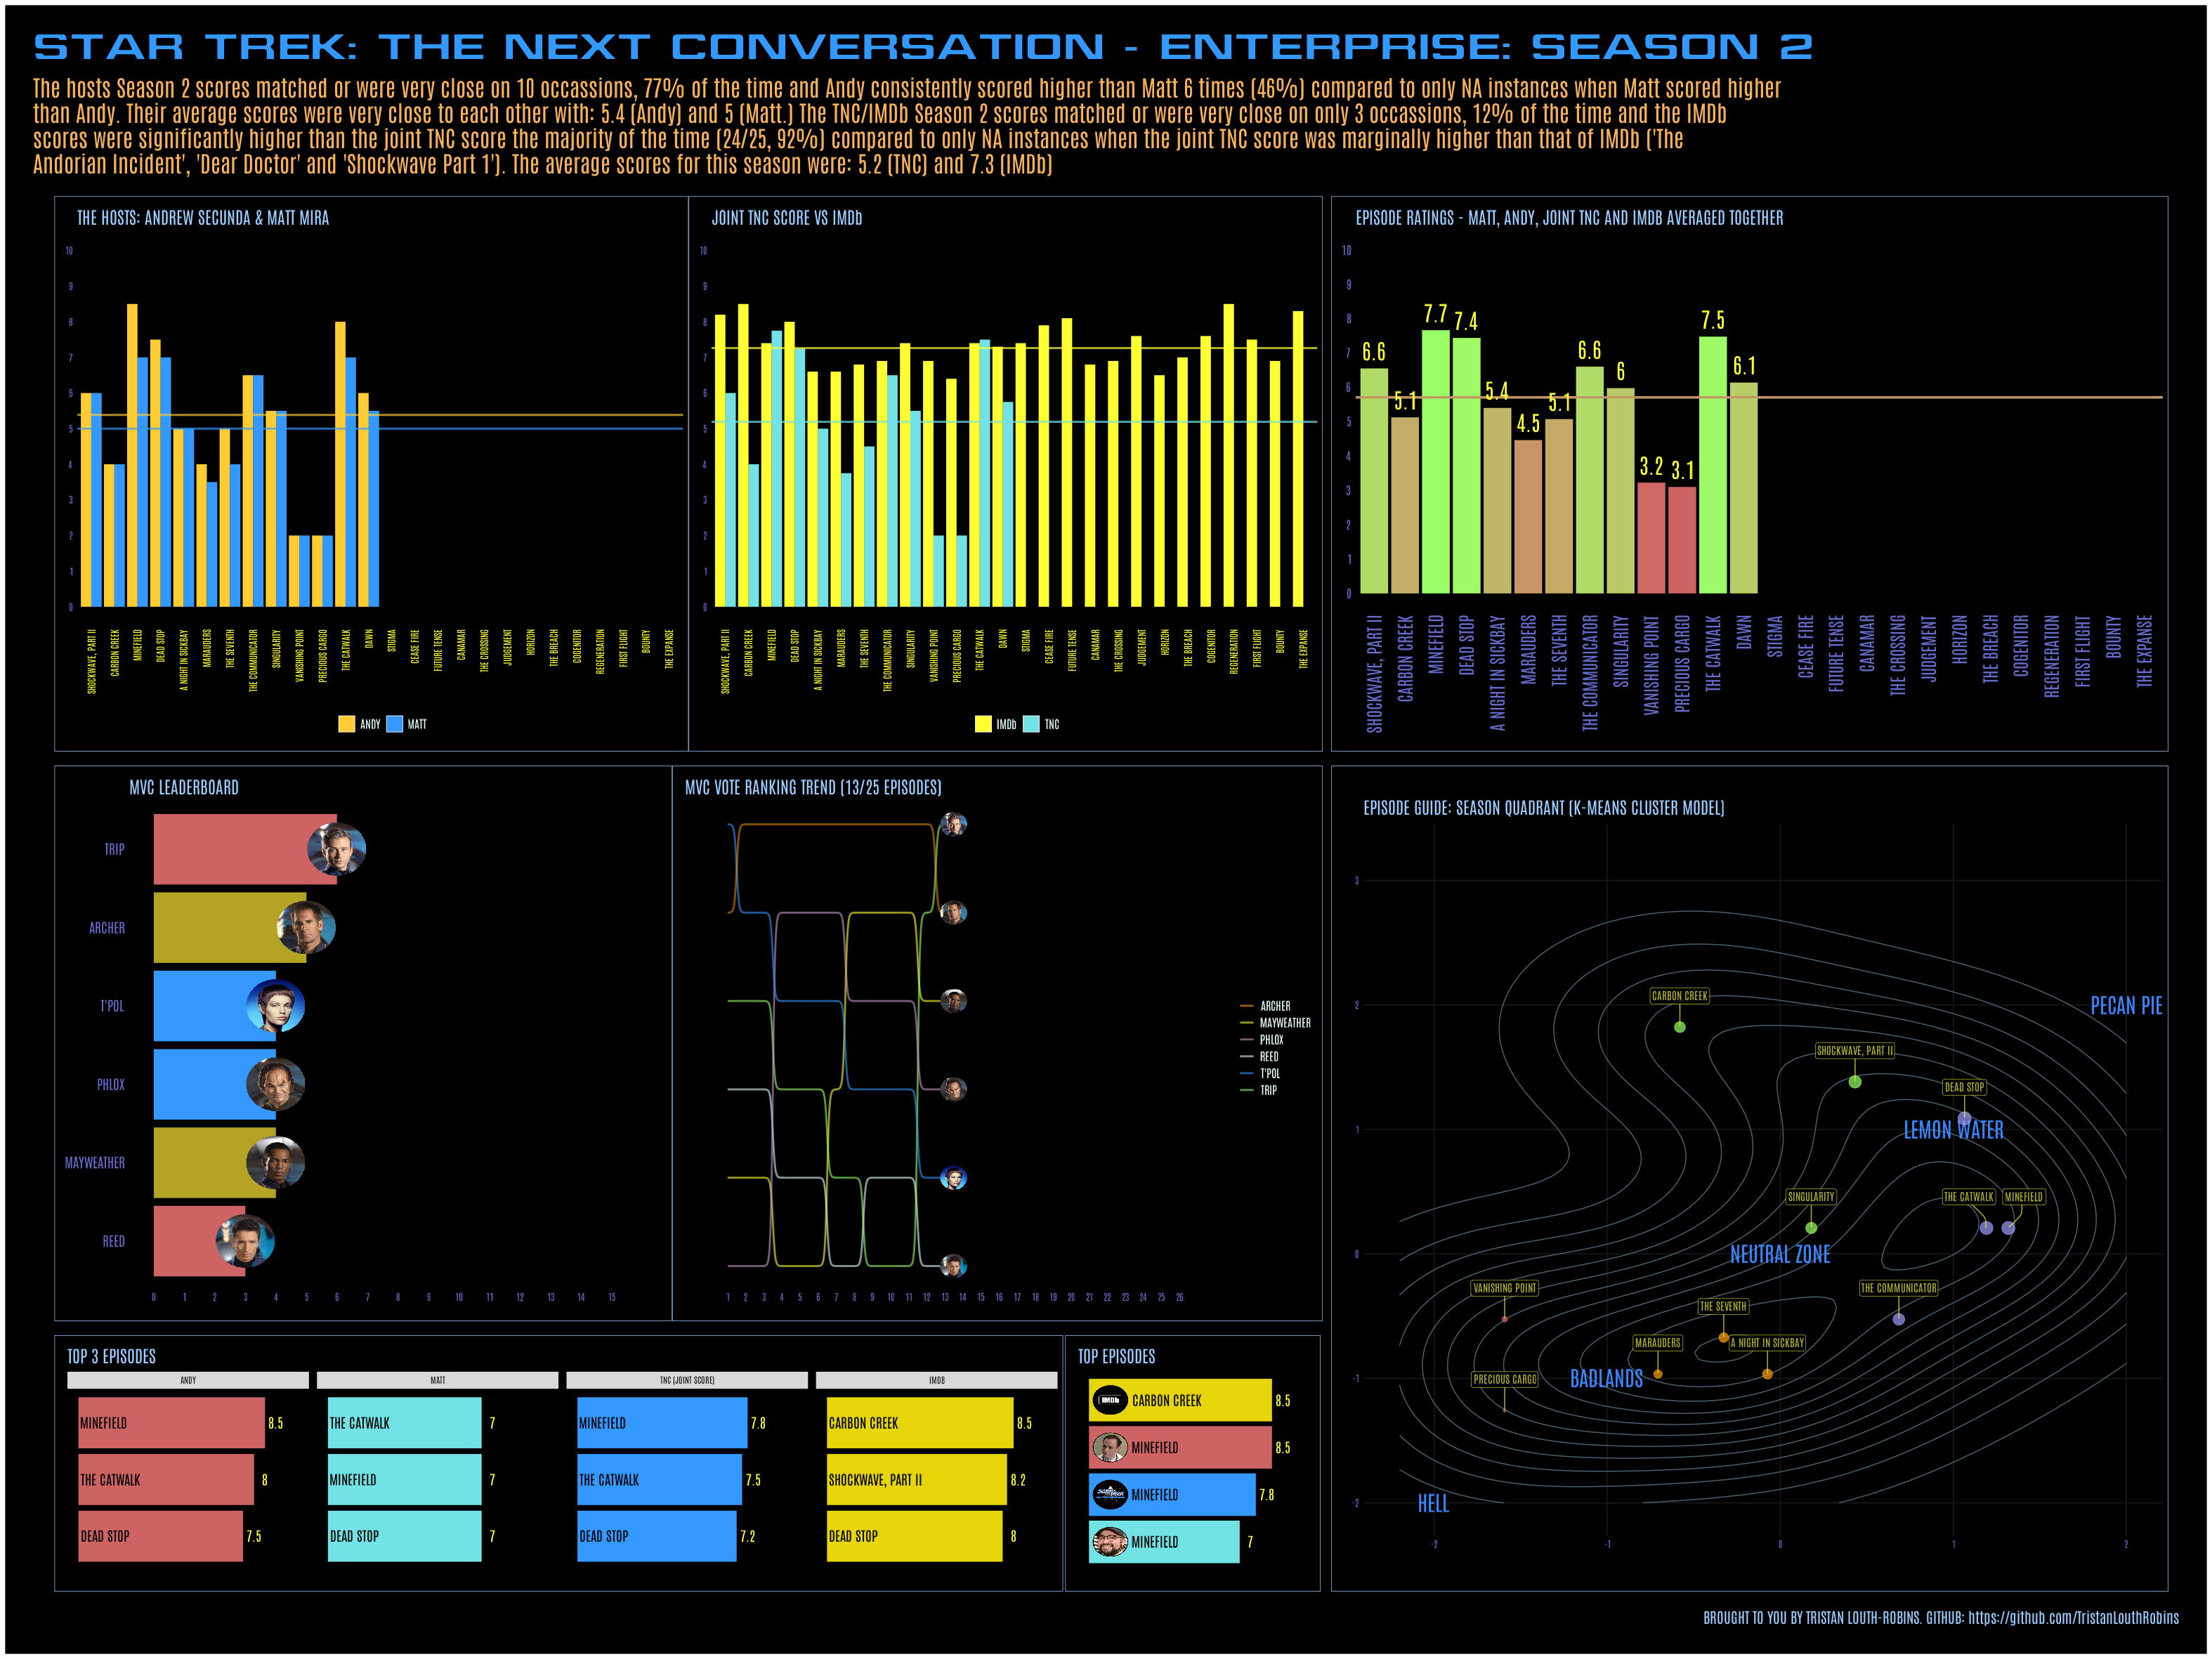 STAR TREK: THE NEXT CONVERSATION - ENTERPRISE: SEASON 2
The hosts Season 2 scores matched or were very close on 10 occassions, 77% of the time and Andy consistently scored higher than Matt 6 times (46%) compared to only NA instances when Matt scored higher
than Andy. Their average scores were very close to each other with: 5.4 (Andy) and 5 (Matt.) The TNC/IMDb Season 2 scores matched or were very close on only 3 occassions, 12% of the time and the IMDb
scores were significantly higher than the joint TNC score the majority of the time (24/25, 92%) compared to only NA instances when the joint TNC score was marginally higher than that of IMDb ('The
Andorian Incident', 'Dear Doctor' and 'Shockwave Part 1'). The average scores for this season were: 5.2 (TNC) and 7.3 (IMDb)
THE HOSTS: ANDREW SECUNDA & MATT MIRA
10
9
8
7
6
5
4
3
2
1
0
SHOCKWAVE, PART II
CARBON CREEK
MINEFIELD
DEAD STOP
A NIGHT IN SICKBAY
MARAUDERS
THE SEVENTH
THE COMMUNICATOR
SINGULARITY
VANISHING POINT
PRECIOUS CARGO
THE CATWALK
DAWN
STIGMA
CEASE FIRE
FUTURE TENSE
CANAMAR
THE CROSSING
JUDGEMENT
HORIZON
THE BREACH
COGENITOR
REGENERATION
FIRST FLIGHT
BOUNTY
THE EXPANSE
ANDY MATT
JOINT TNC SCORE VS IMDb
10
9
8
7
6
5
4
3
2
1
0
SHOCKWAVE, PART II
CARBON CREEK
MINEFIELD
DEAD STOP
A NIGHT IN SICKBAY
MARAUDERS
THE SEVENTH
THE COMMUNICATOR
SINGULARITY
VANISHING POINT
PRECIOUS CARGO
THE CATWALK
DAWN
STIGMA
CEASE FIRE
FUTURE TENSE
CANAMAR
THE CROSSING
JUDGEMENT
HORIZON
THE BREACH
COGENITOR
REGENERATION
FIRST FLIGHT
BOUNTY
THE EXPANSE
IMDb TNC
EPISODE RATINGS - MATT, ANDY, JOINT TNC AND IMDB AVERAGED TOGETHER
10
9
8
7
6
5
4
3
2
1
0
6.6
5.1
7.7
7.4
5.4
4.5
5.1
6.6
6
3.2
3.1
7.5
6.1
SHOCKWAVE, PART II
CARBON CREEK
MINEFIELD
DEAD STOP
A NIGHT IN SICKBAY
MARAUDERS
THE SEVENTH
THE COMMUNICATOR
SINGULARITY
VANISHING POINT
PRECIOUS CARGO
THE CATWALK
DAWN
STIGMA
CEASE FIRE
FUTURE TENSE
CANAMAR
THE CROSSING
JUDGEMENT
HORIZON
THE BREACH
COGENITOR
REGENERATION
FIRST FLIGHT
BOUNTY
THE EXPANSE
MVC LEADERBOARD
TRIP
ARCHER
T'POL
PHLOX
MAYWEATHER
REED
0 1 2 3 4 5 6 7 8 9 10 11 12 13 14 15
MVC VOTE RANKING TREND (13/25 EPISODES)
ARCHER
MAYWEATHER
PHLOX
REED
T'POL
TRIP
1 2 3 4 5 6 7 8 9 10 11 12 13 14 15 16 17 18 19 20 21 22 23 24 25 26
EPISODE GUIDE: SEASON QUADRANT (K-MEANS CLUSTER MODEL)
3
2
1
0
-1
-2
CARBON CREEK
PECAN PIE
SHOCKWAVE, PART II
DEAD STOP
LEMON WATER
SINGULARITY
THE CATWALK
MINEFIELD
NEUTRAL ZONE
VANISHING POINT
THE COMMUNICATOR
THE SEVENTH
MARAUDERS
A NIGHT IN SICKBAY
PRECIOUS CARGO
BADLANDS
HELL
-2 -1 0 1 2
TOP 3 EPISODES
ANDY
MINEFIELD 8.5
THE CATWALK 8
DEAD STOP 7.5
MATT
THE CATWALK 7
MINEFIELD 7
DEAD STOP 7
TNC (JOINT SCORE)
MINEFIELD 7.8
THE CATWALK 7.5
DEAD STOP 7.2
IMDB
CARBON CREEK 8.5
SHOCKWAVE, PART II 8.2
DEAD STOP 8
TOP EPISODES
IMDb CARBON CREEK 8.5
MINEFIELD 8.5
MINEFIELD 7.8
MINEFIELD 7
BROUGHT TO YOU BY TRISTAN LOUTH-ROBINS. GITHUB: https://github.com/TristanLouthRobins